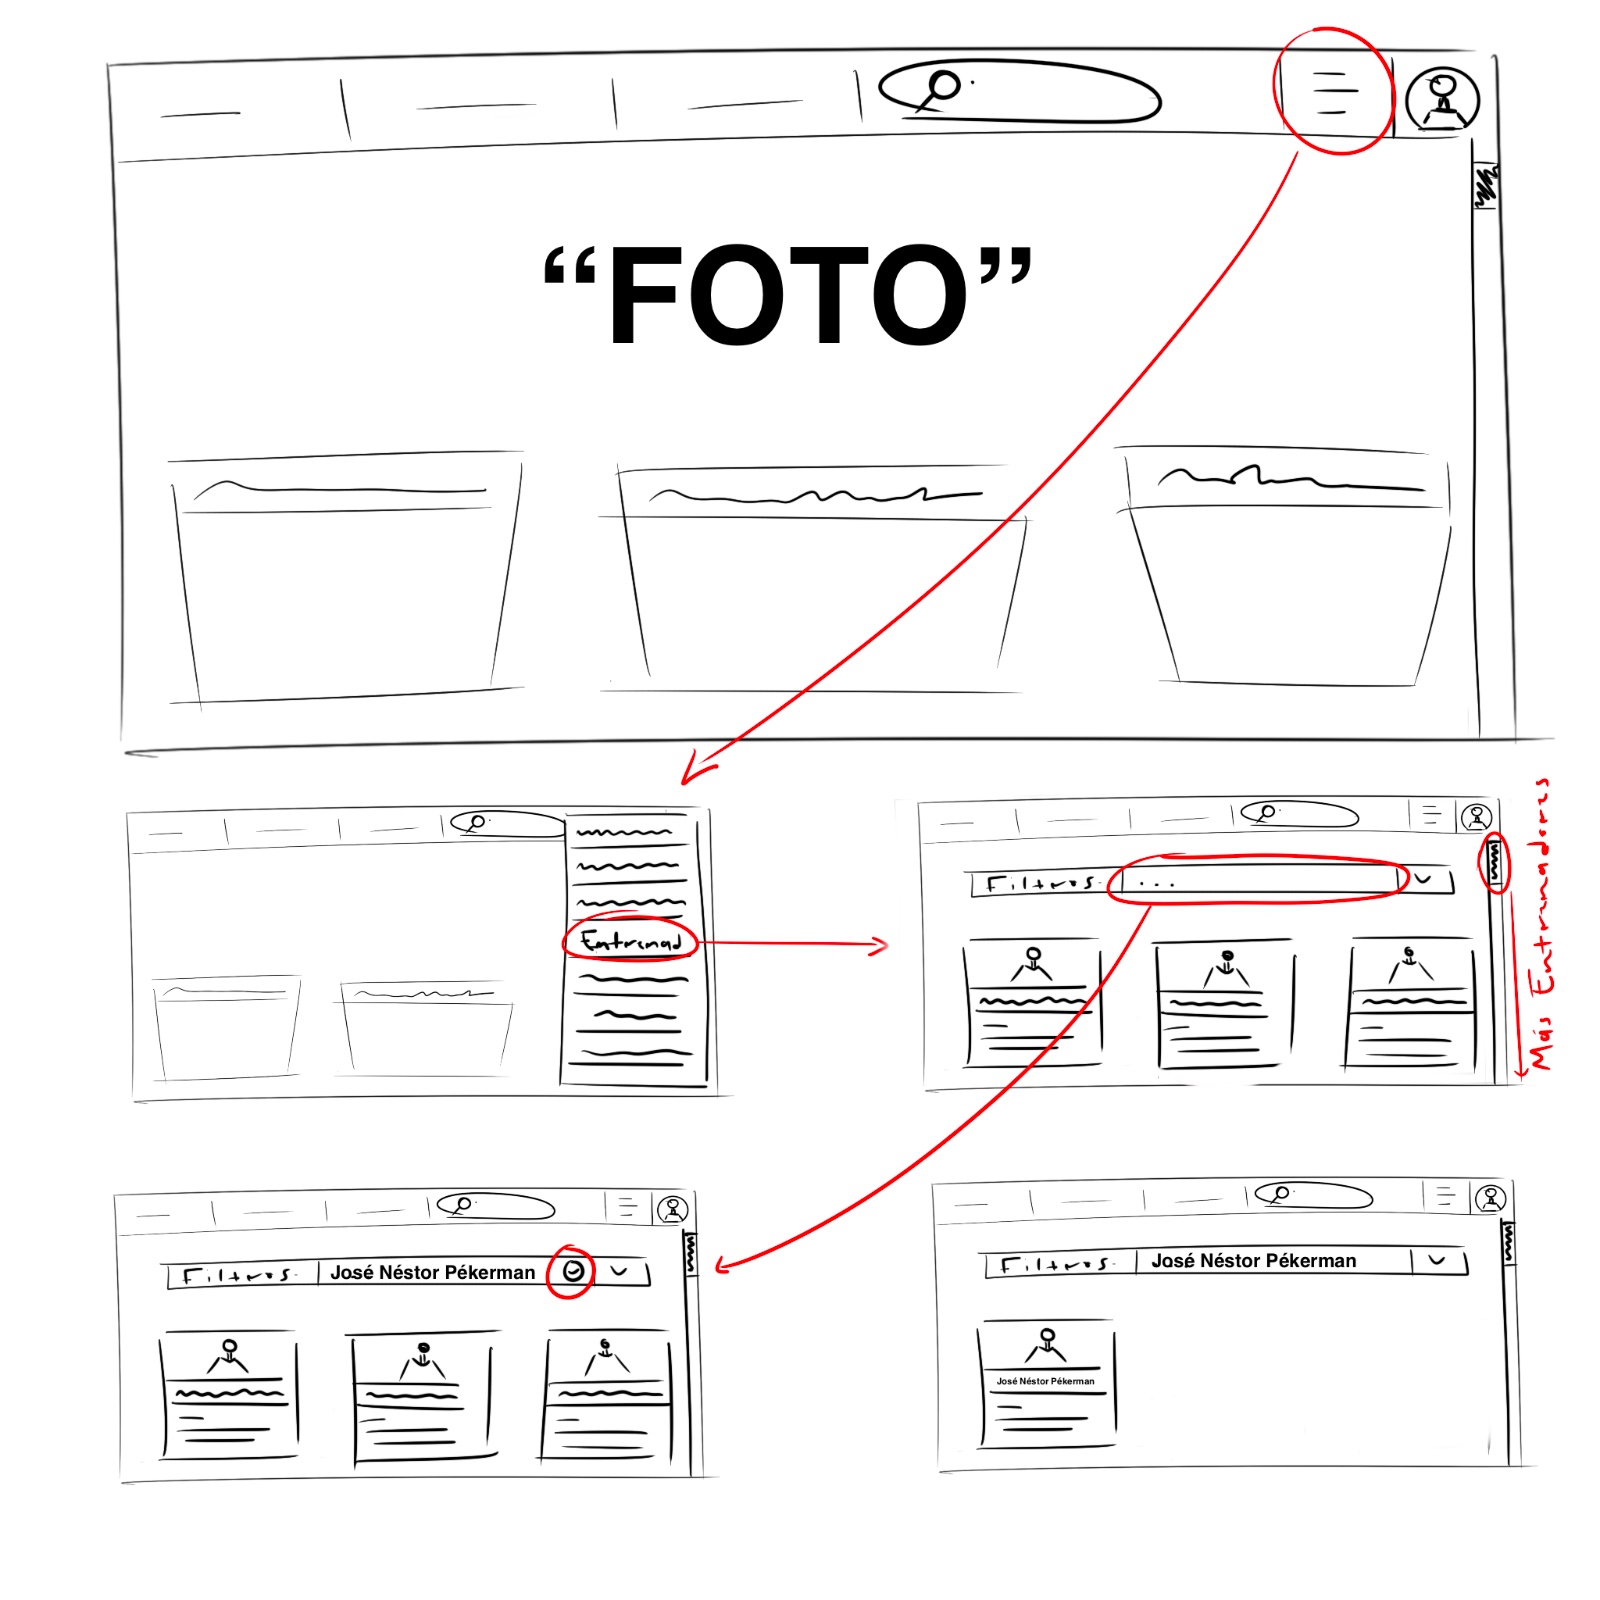 “FOTO”
Entrenad
Filtros. ...
Más Entrenadores
Filtros. José Néstor Pékerman
Filtros. José Néstor Pékerman
José Néstor Pékerman